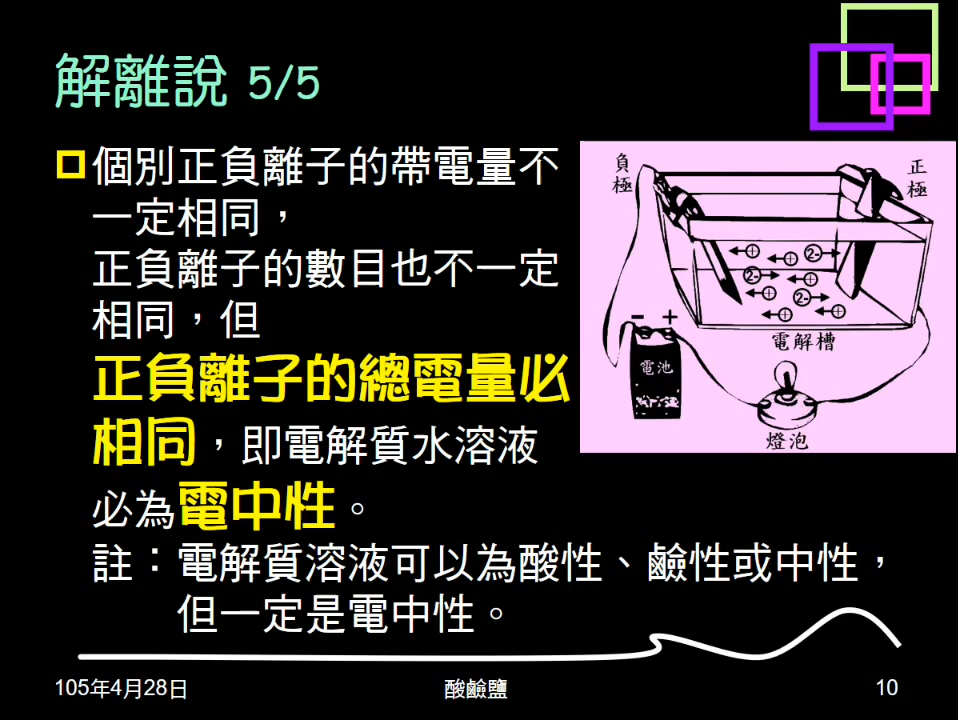 解離說 5/5
個別正負離子的帶電量不
一定相同，
正負離子的數目也不一定
相同，但
正負離子的總電量必
相同，即電解質水溶液
必為電中性。
註：電解質溶液可以為酸性、鹼性或中性，
但一定是電中性。
負極
正極
+ + 2-
2- +
+ 2-
+ +
- +
電池
電解槽
燈泡
105年4月28日
酸鹼鹽
10